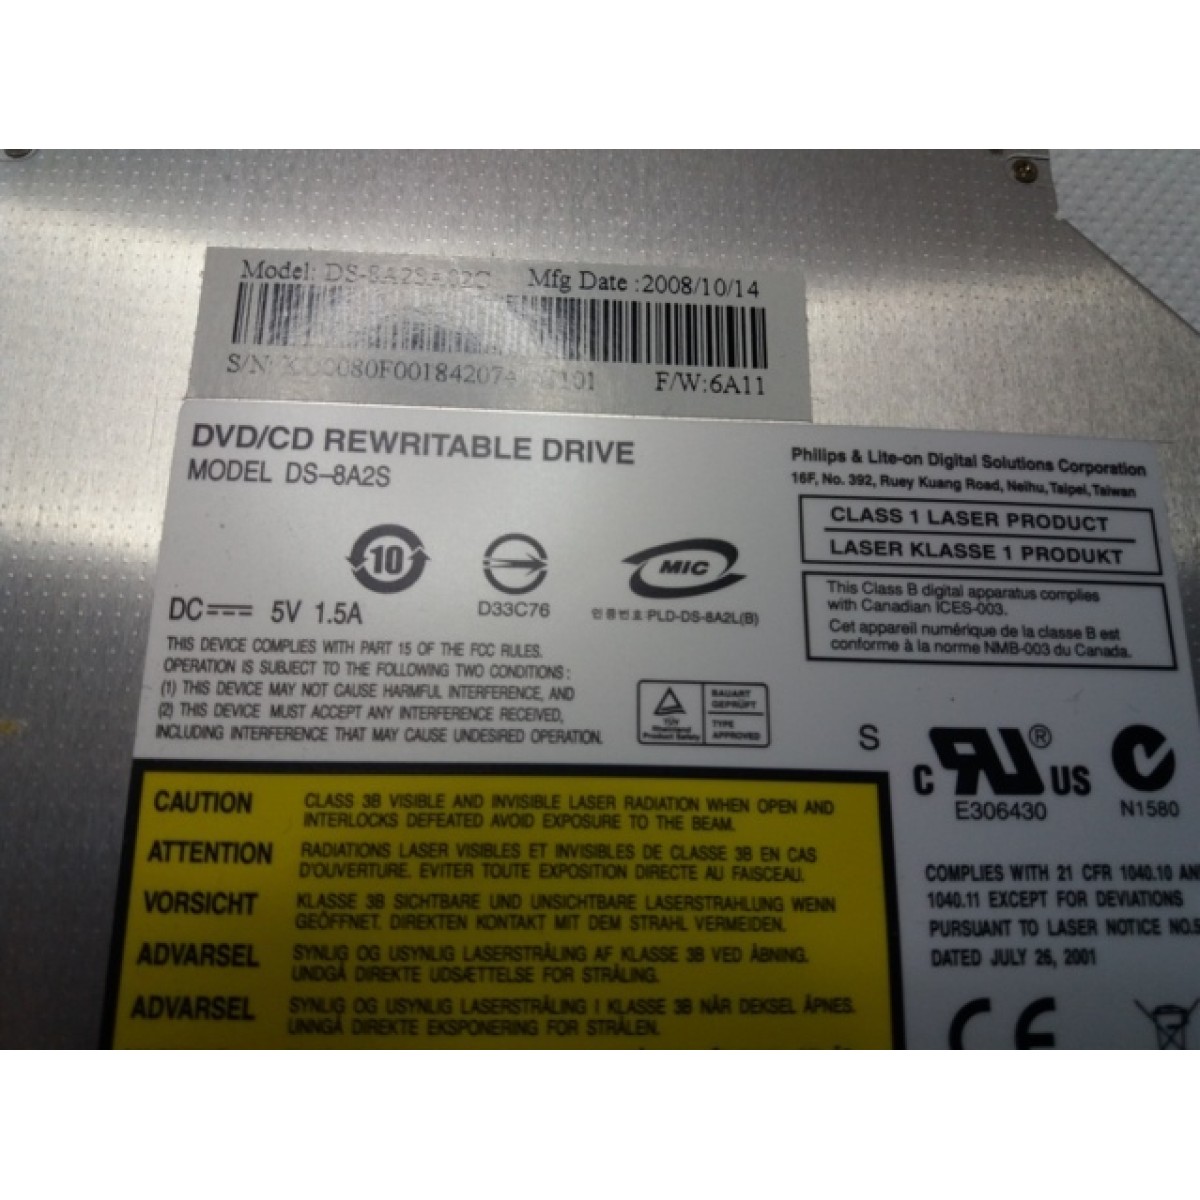 Model: Mfg Date :2008/10/14
S/N: F/W:6A11
DVD/CD REWRITABLE DRIVE
MODEL DS-8A2S
Philips & Lite-on Digital Solutions Corporation
16F, No. 392, Ruey Kuang Road, Neihu, Taipei, Taiwan
CLASS 1 LASER PRODUCT
LASER KLASSE 1 PRODUKT
10
MIC
D33C76
인증번호 PLD-DS-8A2L(B)
DC 5V 1.5A
This Class B digital apparatus complies
with Canadian ICES-003.
Cet appareil numérique de la classe B est
conforme à la norme NMB-003 du Canada.
THIS DEVICE COMPLIES WITH PART 15 OF THE FCC RULES.
OPERATION IS SUBJECT TO THE FOLLOWING TWO CONDITIONS:
(1) THIS DEVICE MAY NOT CAUSE HARMFUL INTERFERENCE, AND
(2) THIS DEVICE MUST ACCEPT ANY INTERFERENCE RECEIVED,
INCLUDING INTERFERENCE THAT MAY CAUSE UNDESIRED OPERATION.
TÜV
Product Safety
BAUART
GEPRÜFT
TYPE
APPROVED
S
C UL ® US
E306430
N1580
CAUTION CLASS 3B VISIBLE AND INVISIBLE LASER RADIATION WHEN OPEN AND
INTERLOCKS DEFEATED AVOID EXPOSURE TO THE BEAM.
ATTENTION RADIATIONS LASER VISIBLES ET INVISIBLES DE CLASSE 3B EN CAS
D'OUVERTURE. EVITER TOUTE EXPOSITION DIRECTE AU FAISCEAU.
VORSICHT KLASSE 3B SICHTBARE UND UNSICHTBARE LASERSTRAHLUNG WENN
GEÖFFNET. DIREKTEN KONTAKT MIT DEM STRAHL VERMEIDEN.
ADVARSEL SYNLIG OG USYNLIG LASERSTRÅLING AF KLASSE 3B VED ÅBNING.
UNDGÅ DIREKTE UDSÆTTELSE FOR STRÅLING.
ADVARSEL SYNLIG OG USYNLIG LASERSTRÅLING I KLASSE 3B NÅR DEKSEL ÅPNES.
UNNGÅ DIREKTE EKSPONERING FOR STRÅLEN.
COMPLIES WITH 21 CFR 1040.10 AN
1040.11 EXCEPT FOR DEVIATIONS
PURSUANT TO LASER NOTICE NO.5
DATED JULY 26, 2001
CE